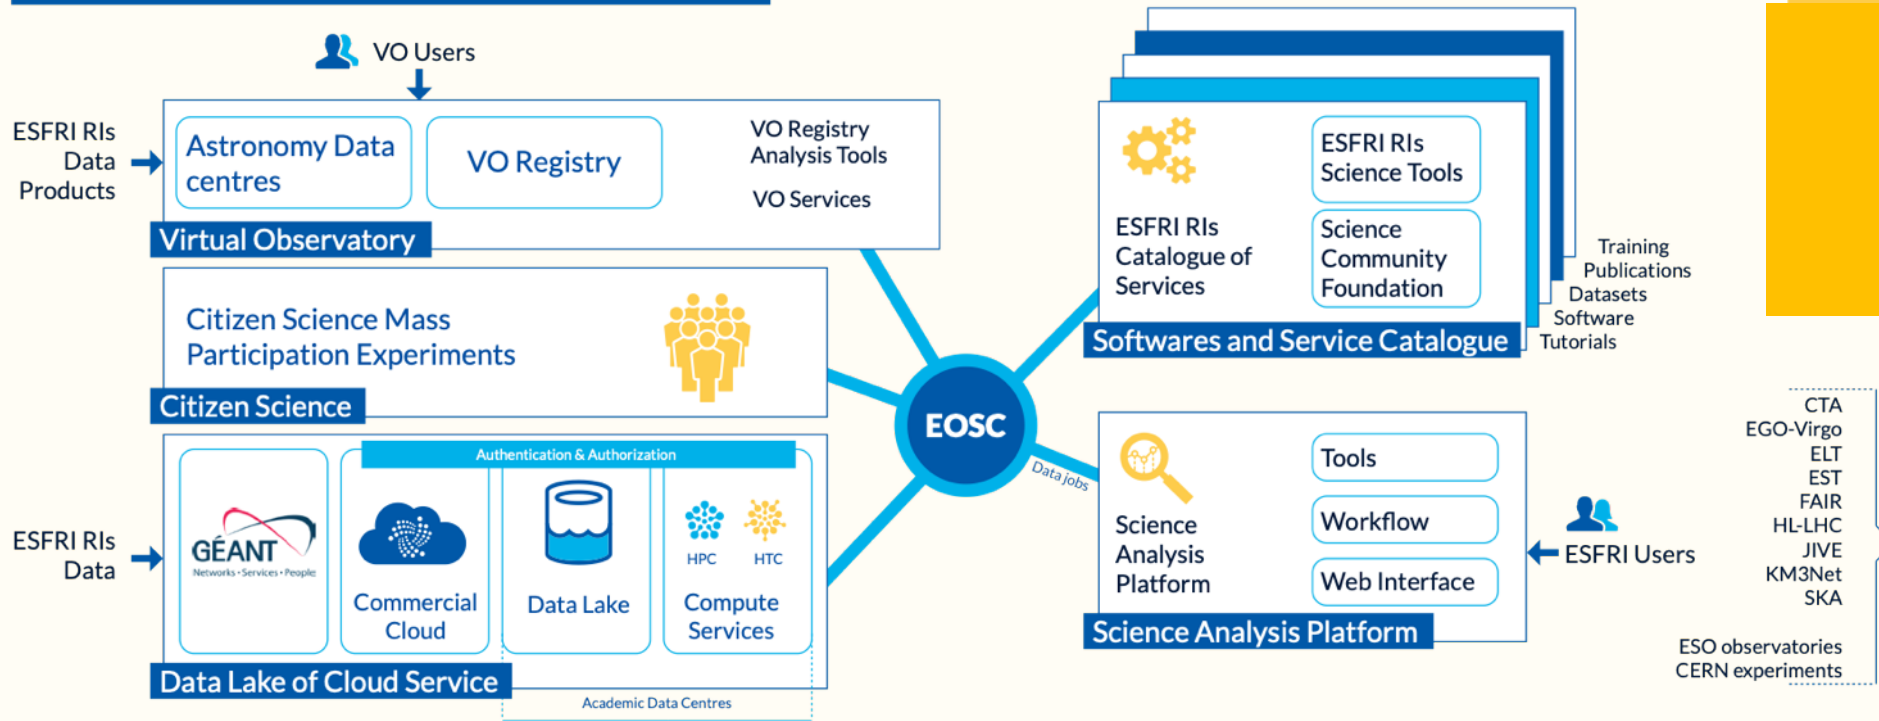 VO Users
ESFRI RIs
Data
Products
Astronomy Data
centres
VO Registry
VO Registry
Analysis Tools
VO Services
Virtual Observatory
Citizen Science Mass
Participation Experiments
Citizen Science
ESFRI RIs
Data
Authentication & Authorization
GÉANT
Networks • Services • People
Commercial
Cloud
Data Lake
HPC
HTC
Compute
Services
Data Lake of Cloud Service
Academic Data Centres
EOSC
Data jobs
ESFRI RIs
Catalogue of
Services
ESFRI RIs
Science Tools
Science
Community
Foundation
Softwares and Service Catalogue
Training
Publications
Datasets
Software
Tutorials
Science
Analysis
Platform
Tools
Workflow
Web Interface
Science Analysis Platform
ESFRI Users
CTA
EGO-Virgo
ELT
EST
FAIR
HL-LHC
JIVE
KM3Net
SKA
ESO observatories
CERN experiments